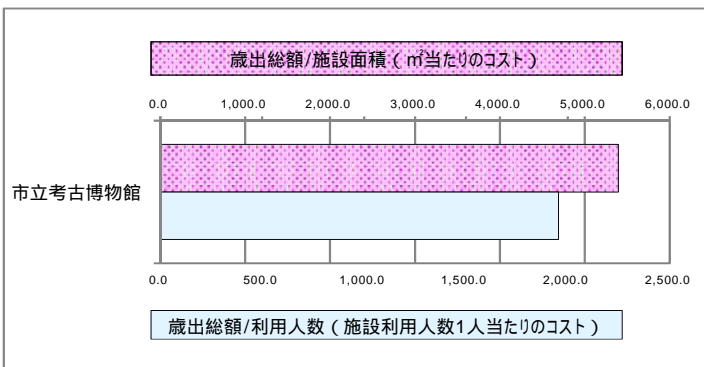 歳出総額/施設面積(㎡当たりのコスト)
0.0 1,000.0 2,000.0 3,000.0 4,000.0 5,000.0 6,000.0
市立考古博物館
0.0 500.0 1,000.0 1,500.0 2,000.0 2,500.0
歳出総額/利用人数(施設利用人数1人当たりのコスト)